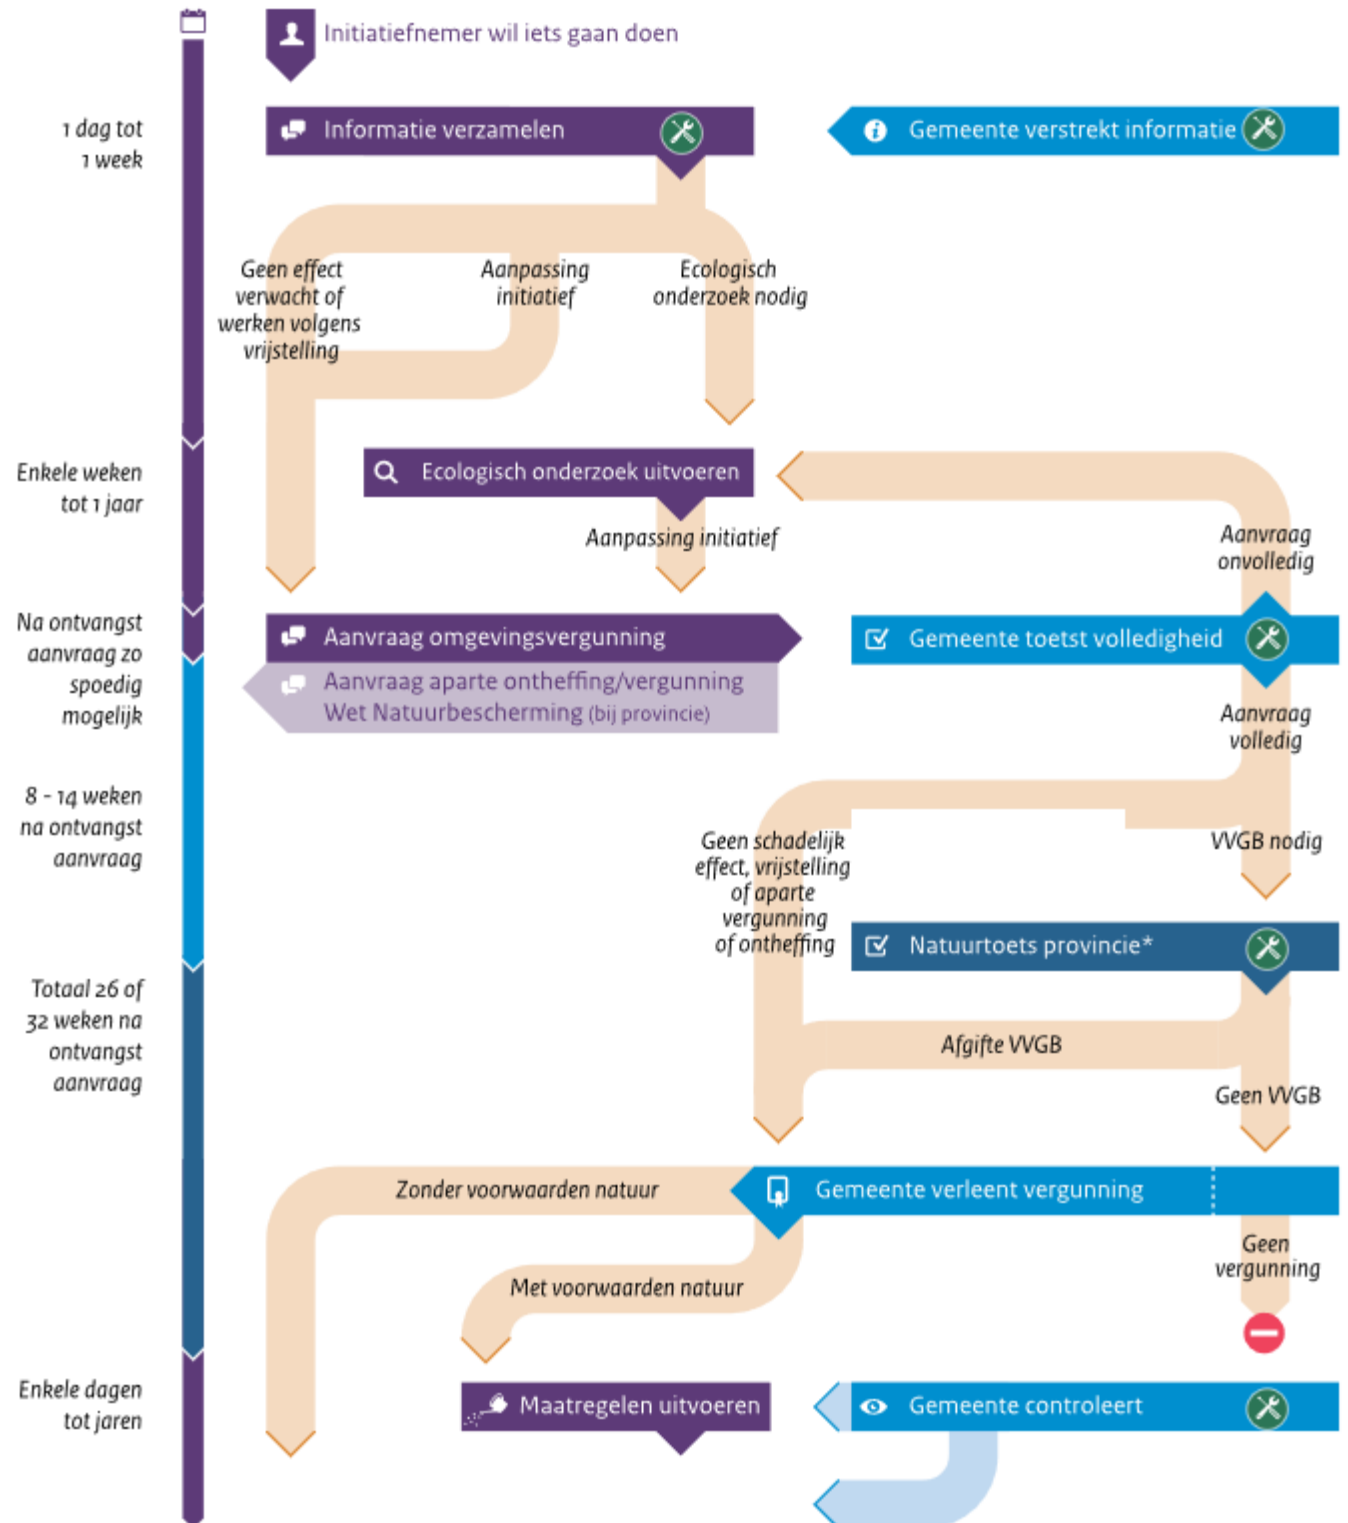 Initiatiefnemer wil iets gaan doen
1 dag tot
1 week
Informatie verzamelen
Gemeente verstrekt informatie
Geen effect
verwacht of
werken volgens
vrijstelling
Aanpassing
initiatief
Ecologisch
onderzoek nodig
Enkele weken
tot 1 jaar
Ecologisch onderzoek uitvoeren
Aanpassing initiatief
Aanvraag
onvolledig
Na ontvangst
aanvraag zo
spoedig
mogelijk
Aanvraag omgevingsvergunning
Aanvraag aparte ontheffing/vergunning
Wet Natuurbescherming (bij provincie)
Gemeente toetst volledigheid
Aanvraag
volledig
8 - 14 weken
na ontvangst
aanvraag
Geen schadelijk
effect, vrijstelling
of aparte
vergunning
of ontheffing
VVGB nodig
Natuurtoets provincie*
Totaal 26 of
32 weken na
ontvangst
aanvraag
Afgifte VVGB
Geen VVGB
Zonder voorwaarden natuur
Gemeente verleent vergunning
Geen
vergunning
Met voorwaarden natuur
Enkele dagen
tot jaren
Maatregelen uitvoeren
Gemeente controleert